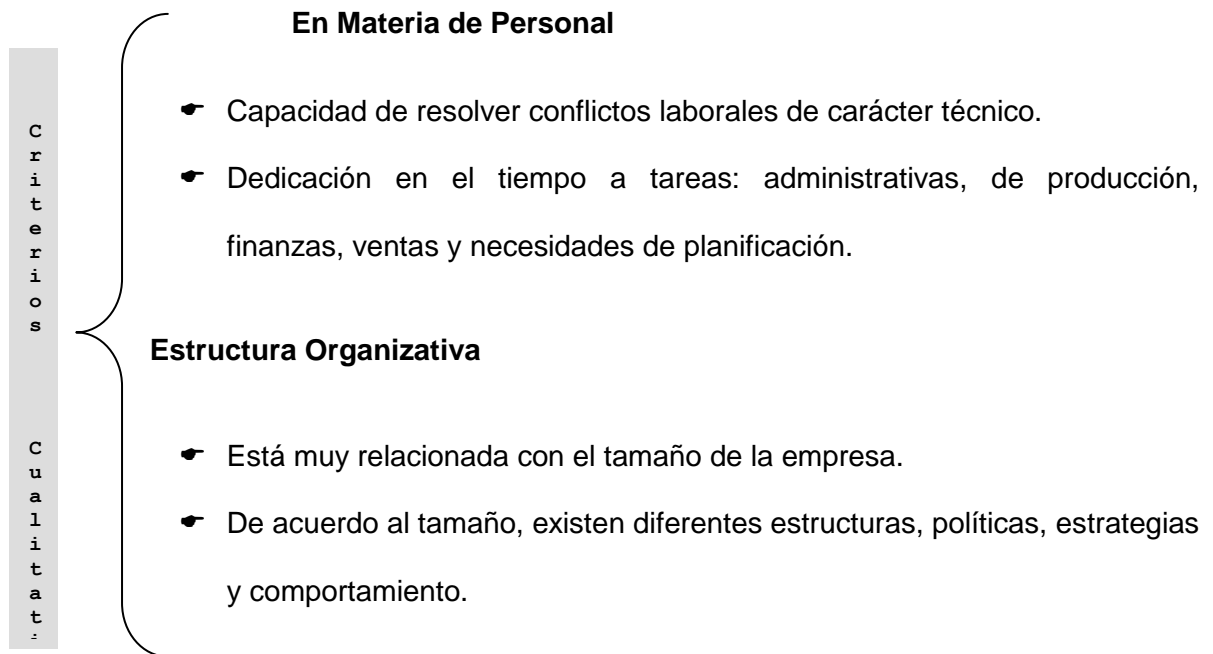 Criterios
Cualitati
En Materia de Personal
Capacidad de resolver conflictos laborales de carácter técnico.
Dedicación en el tiempo a tareas: administrativas, de producción,
finanzas, ventas y necesidades de planificación.
Estructura Organizativa
Está muy relacionada con el tamaño de la empresa.
De acuerdo al tamaño, existen diferentes estructuras, políticas, estrategias
y comportamiento.